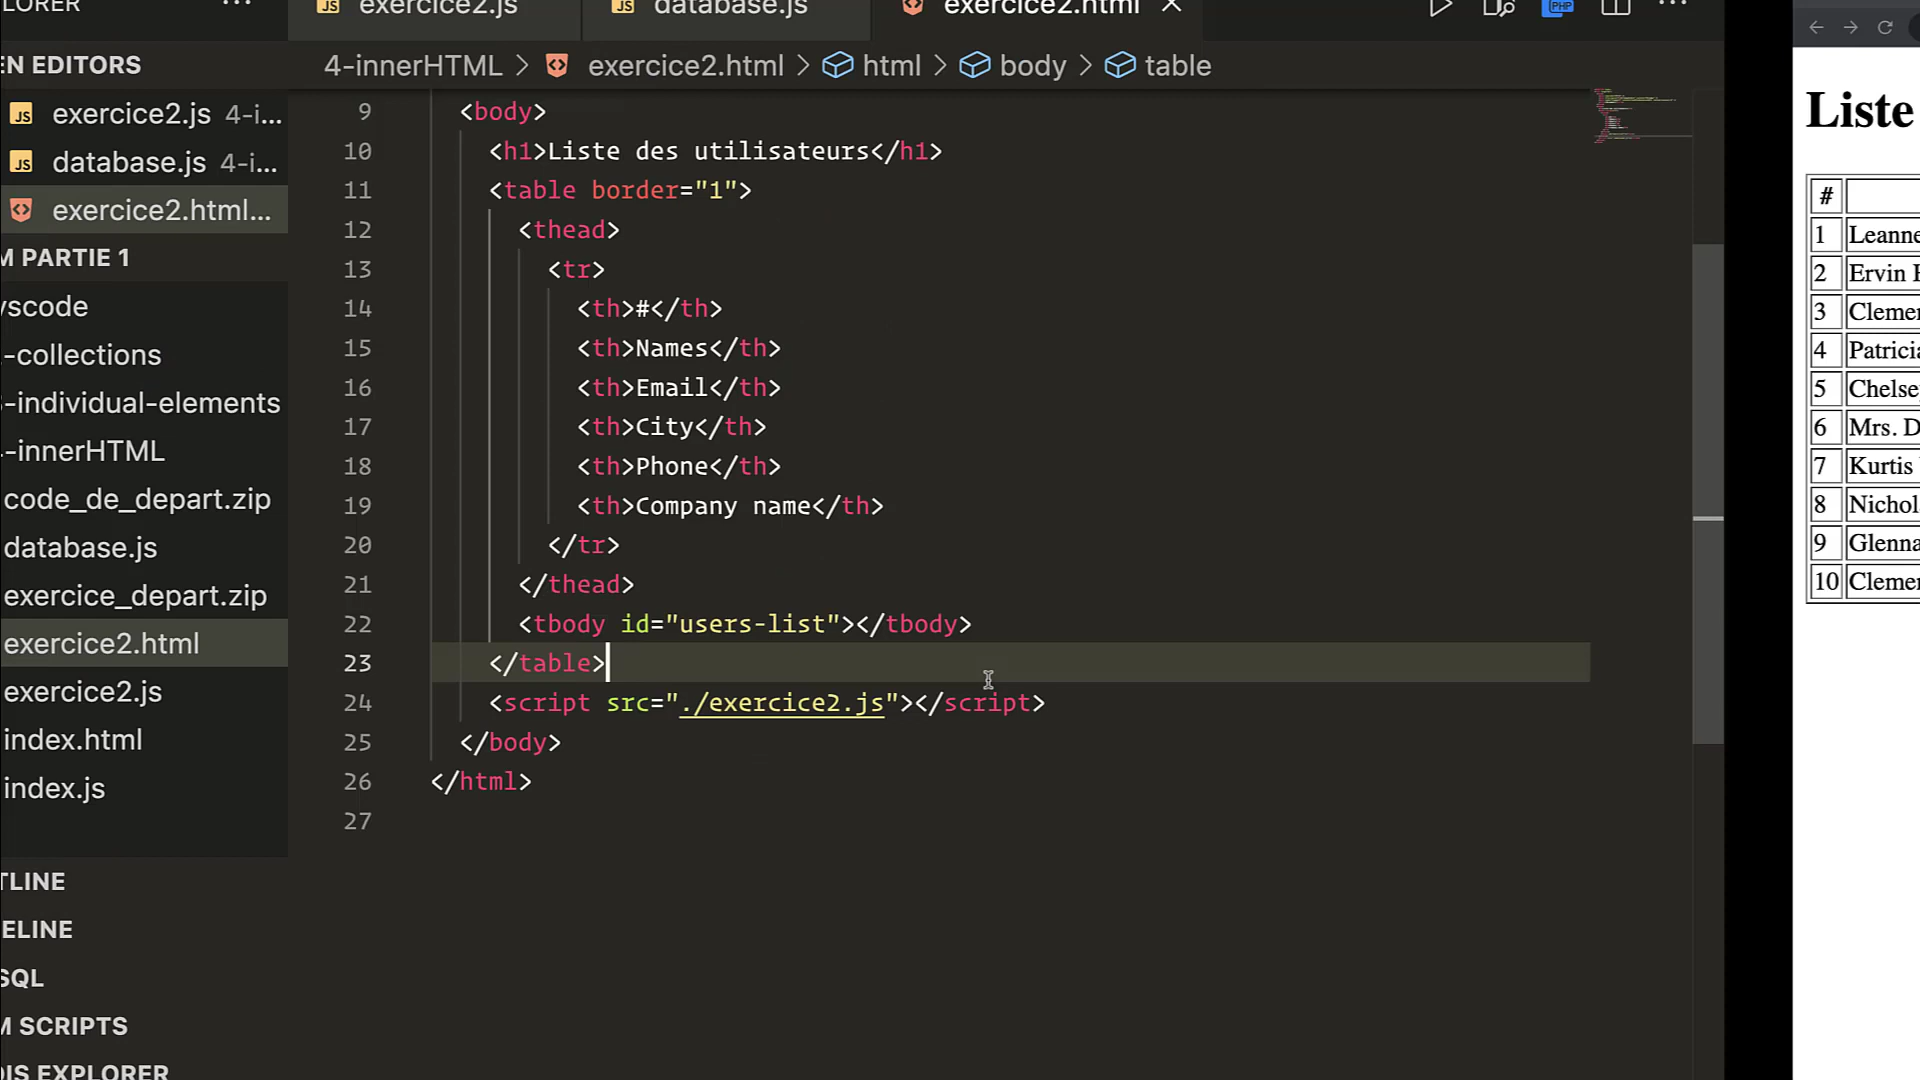 LORER ...
exercice2.js
database.js
exercice2.html
PHP
EN EDITORS
exercice2.js 4-i...
database.js 4-i...
exercice2.html...
M PARTIE 1
vscode
-collections
-individual-elements
-innerHTML
code_de_depart.zip
database.js
exercice_depart.zip
exercice2.html
exercice2.js
index.html
index.js
TLINE
ELINE
SQL
M SCRIPTS
DIS EXPLORER
4-innerHTML > exercice2.html > html > body > table
9 <body>
10 <h1>Liste des utilisateurs</h1>
11 <table border="1">
12 <thead>
13 <tr>
14 <th>#</th>
15 <th>Names</th>
16 <th>Email</th>
17 <th>City</th>
18 <th>Phone</th>
19 <th>Company name</th>
20 </tr>
21 </thead>
22 <tbody id="users-list"></tbody>
23 </table>
24 <script src="./exercice2.js"></script>
25 </body>
26 </html>
27
Liste
#
1 Leanne
2 Ervin
3 Clemen
4 Patricia
5 Chelse
6 Mrs. D
7 Kurtis
8 Nichol
9 Glenna
10 Clemen